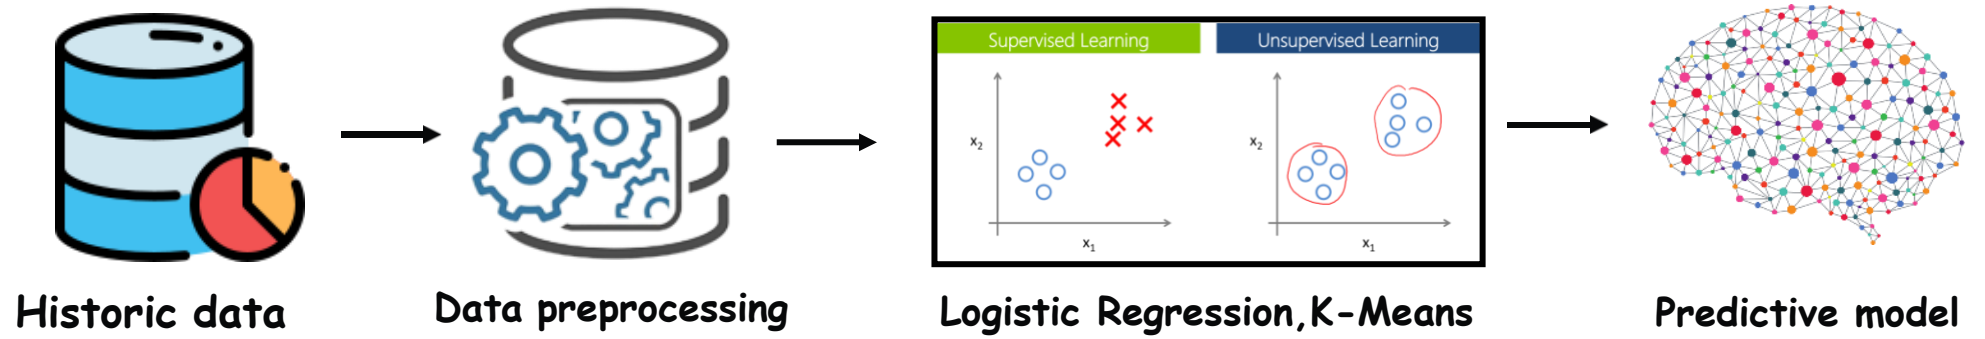 Supervised Learning
Unsupervised Learning
x₂
x₁
x₂
x₁
Historic data
Data preprocessing
Logistic Regression,K-Means
Predictive model